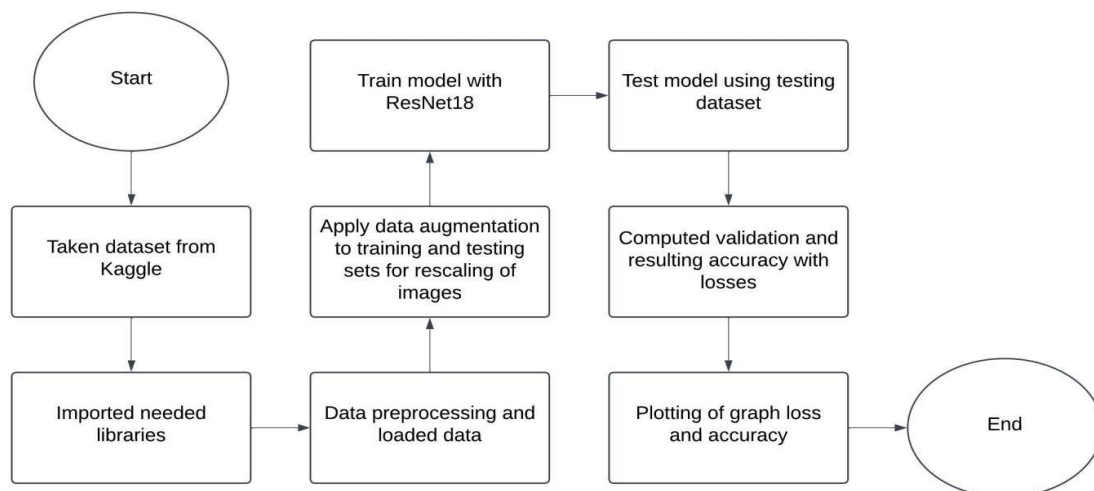 Start
Taken dataset from
Kaggle
Imported needed
libraries
Data preprocessing and
loaded data
Apply data augmentation
to training and testing
sets for rescaling of
images
Train model with
ResNet18
Test model using testing
dataset
Computed validation and
resulting accuracy with
losses
Plotting of graph loss
and accuracy
End